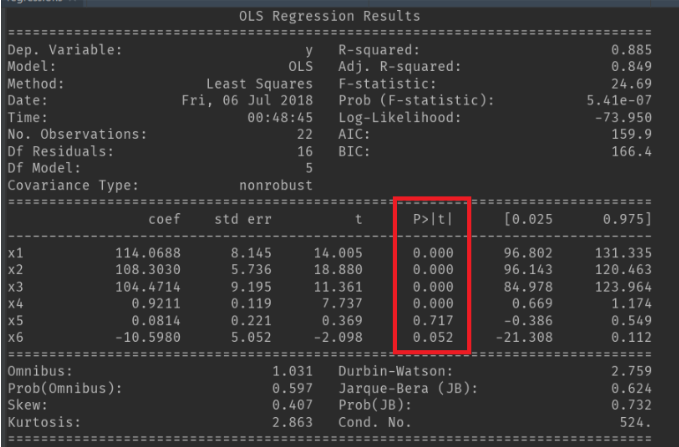 OLS Regression Results
==============================================================================
Dep. Variable: y R-squared: 0.885
Model: OLS Adj. R-squared: 0.849
Method: Least Squares F-statistic: 24.69
Date: Fri, 06 Jul 2018 Prob (F-statistic): 5.41e-07
Time: 00:48:45 Log-Likelihood: -73.950
No. Observations: 22 AIC: 159.9
Df Residuals: 16 BIC: 166.4
Df Model: 5
Covariance Type: nonrobust
==============================================================================
coef std err t P>|t| [0.025 0.975]
------------------------------------------------------------------------------
x1 114.0688 8.145 14.005 0.000 96.802 131.335
x2 108.3030 5.736 18.880 0.000 96.143 120.463
x3 104.4714 9.195 11.361 0.000 84.978 123.964
x4 0.9211 0.119 7.737 0.000 0.669 1.174
x5 0.0814 0.221 0.369 0.717 -0.386 0.549
x6 -10.5980 5.052 -2.098 0.052 -21.308 0.112
==============================================================================
Omnibus: 1.031 Durbin-Watson: 2.759
Prob(Omnibus): 0.597 Jarque-Bera (JB): 0.624
Skew: 0.407 Prob(JB): 0.732
Kurtosis: 2.863 Cond. No. 524.
==============================================================================